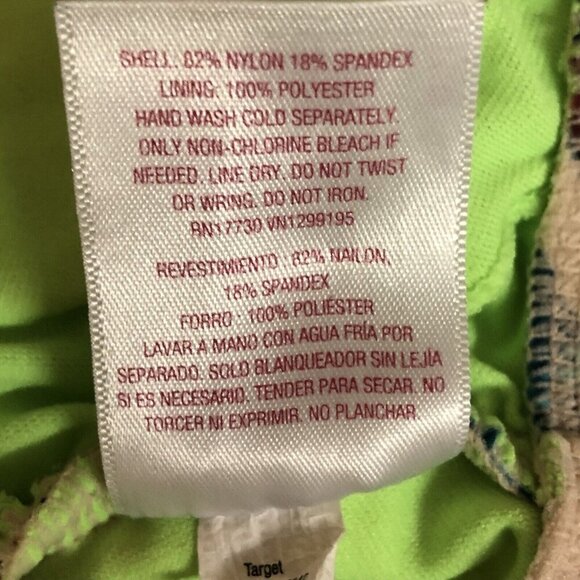 SHELL: 82% NYLON 18% SPANDEX
LINING: 100% POLYESTER
HAND WASH COLD SEPARATELY.
ONLY NON-CHLORINE BLEACH IF
NEEDED. LINE DRY. DO NOT TWIST
OR WRING. DO NOT IRON.
RN17730 VN1299195
REVESTIMIENTO : 82% NAILON,
18% SPANDEX
FORRO : 100% POLIESTER
LAVAR A MANO CON AGUA FRÍA POR
SEPARADO. SOLO BLANQUEADOR SIN LEJÍA
SI ES NECESARIO. TENDER PARA SECAR. NO
TORCER NI EXPRIMIR. NO PLANCHAR.
Target